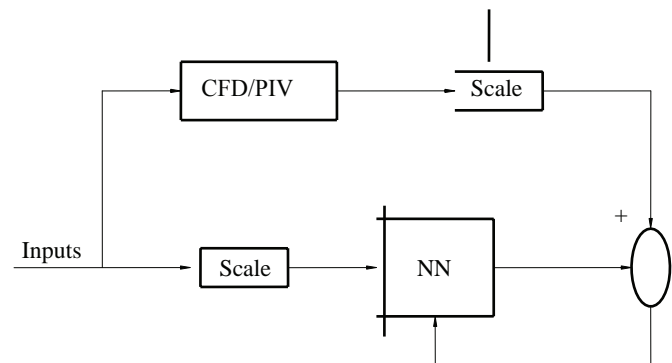 CFD/PIV
Scale
+
Inputs
Scale
NN